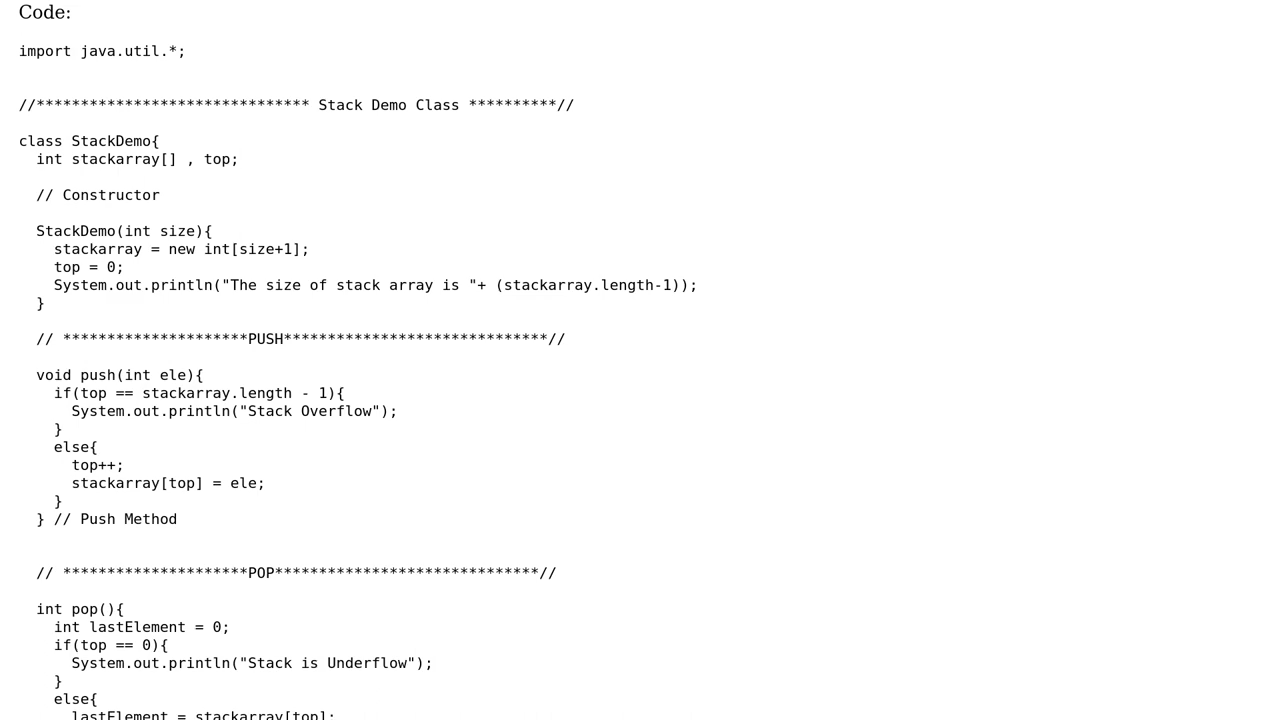 Code:
import java.util.*;
//******************************* Stack Demo Class **********//
class StackDemo{
int stackarray[] , top;
// Constructor
StackDemo(int size){
stackarray = new int[size+1];
top = 0;
System.out.println("The size of stack array is "+ (stackarray.length-1));
}
// *********************PUSH******************************//
void push(int ele){
if(top == stackarray.length - 1){
System.out.println("Stack Overflow");
}
else{
top++;
stackarray[top] = ele;
}
} // Push Method
// *********************POP******************************//
int pop(){
int lastElement = 0;
if(top == 0){
System.out.println("Stack is Underflow");
}
else{
lastElement = stackarray[top];